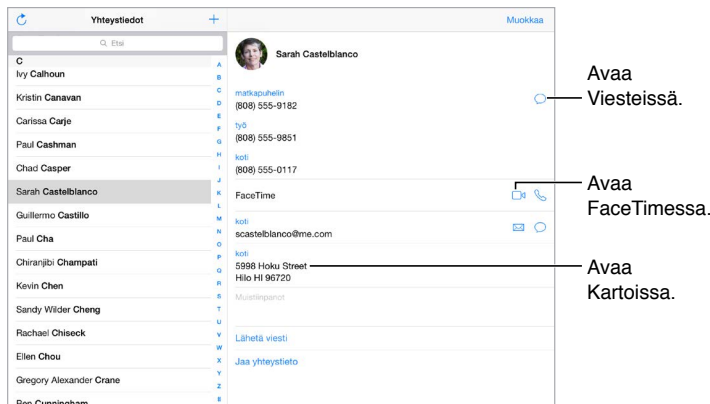 Yhteystiedot
+
Muokkaa
Etsi
C
Ivy Calhoun
Kristin Canavan
Carissa Carje
Paul Cashman
Chad Casper
Sarah Castelblanco
Guillermo Castillo
Paul Cha
Chiranjibi Champati
Kevin Chen
Sandy Wilder Cheng
Rachael Chiseck
Ellen Chou
Gregory Alexander Crane
Ben Cunningham
A
B
C
D
E
F
G
H
I
J
K
L
M
N
O
P
Q
R
S
T
U
V
W
X
Y
Z
#
Sarah Castelblanco
matkapuhelin
(808) 555-9182
työ
(808) 555-9851
koti
(808) 555-0117
FaceTime
koti
scastelblanco@me.com
koti
5998 Hoku Street
Hilo HI 96720
Muistiinpanot
Lähetä viesti
Jaa yhteystieto
Avaa
Viesteissä.
Avaa
FaceTimessa.
Avaa
Kartoissa.